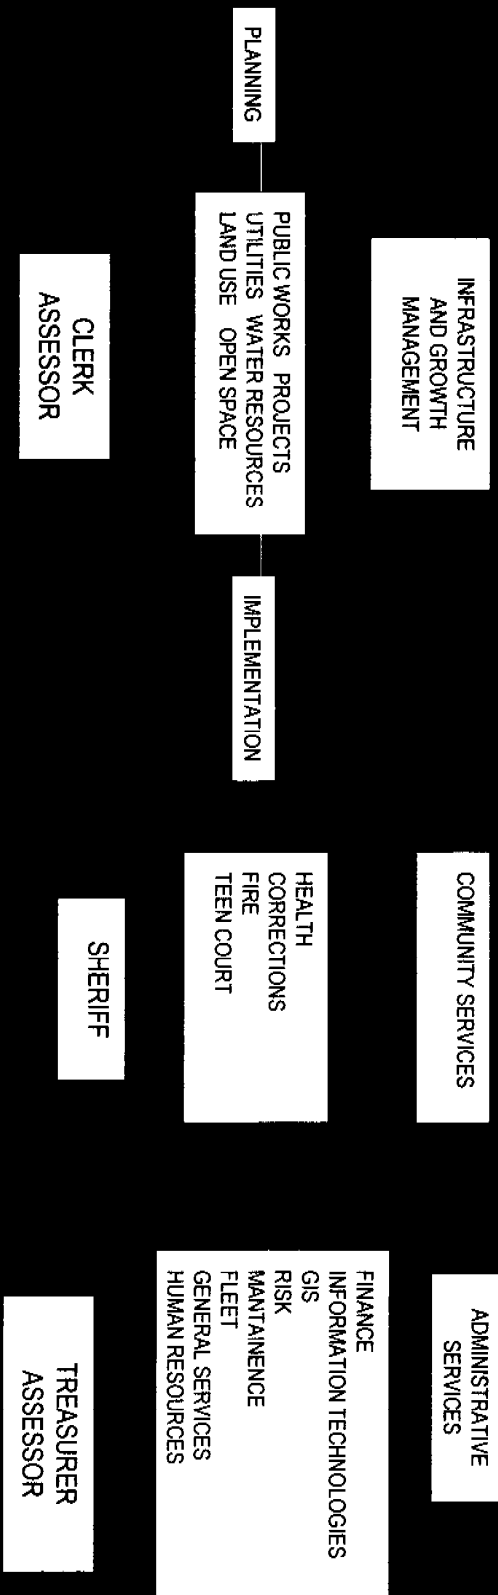 INFRASTRUCTURE
AND GROWTH
MANAGEMENT
COMMUNITY SERVICES
ADMINISTRATIVE
SERVICES
PLANNING
PUBLIC WORKS PROJECTS
UTILITIES WATER RESOURCES
LAND USE OPEN SPACE
IMPLEMENTATION
HEALTH
CORRECTIONS
FIRE
TEEN COURT
FINANCE
INFORMATION TECHNOLOGIES
GIS
RISK
MANTAINENCE
FLEET
GENERAL SERVICES
HUMAN RESOURCES
CLERK
ASSESSOR
SHERIFF
TREASURER
ASSESSOR